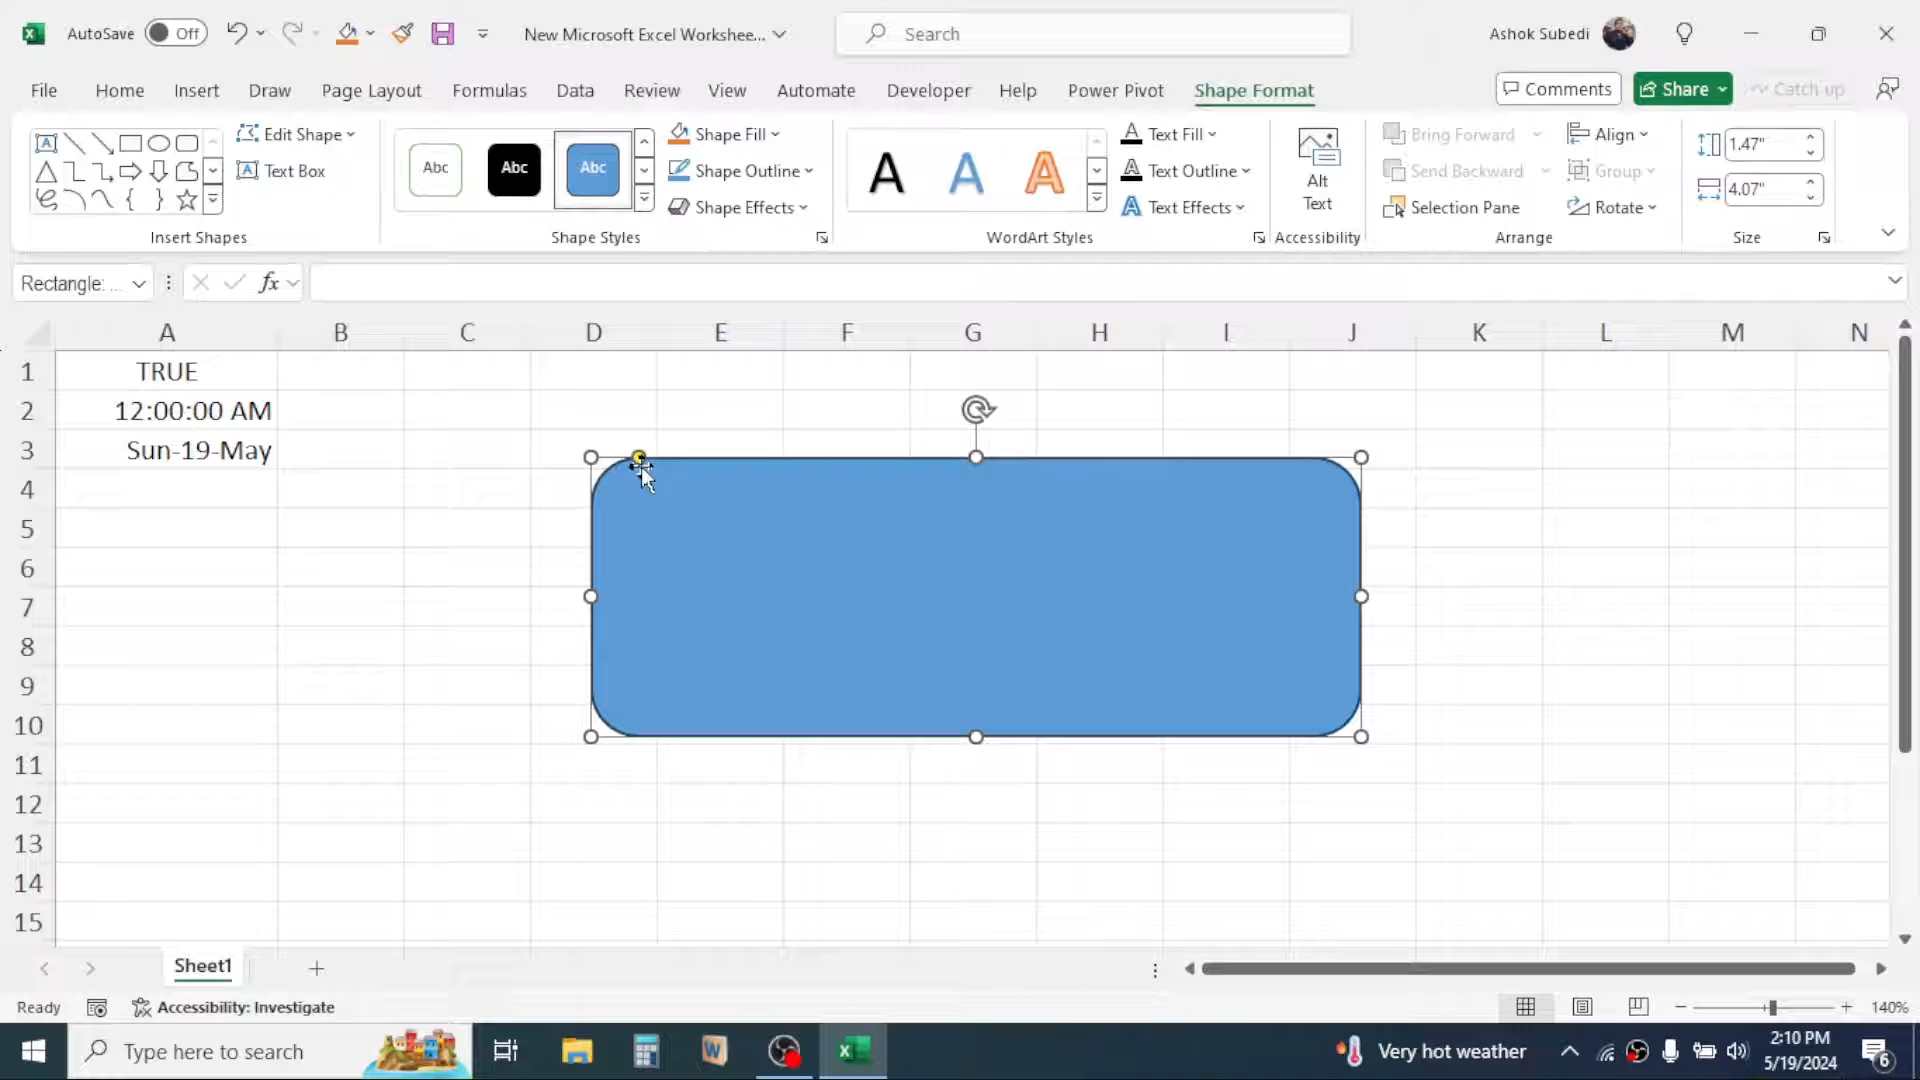 AutoSave Off New Microsoft Excel Workshee... Search Ashok Subedi
File Home Insert Draw Page Layout Formulas Data Review View Automate Developer Help Power Pivot Shape Format Comments Share Catch up
Edit Shape
Text Box
Insert Shapes
Abc Abc Abc
Shape Fill
Shape Outline
Shape Effects
Shape Styles
A A A
Text Fill
Text Outline
Text Effects
WordArt Styles
Alt
Text
Accessibility
Bring Forward
Send Backward
Selection Pane
Align
Group
Rotate
Arrange
1.47"
4.07"
Size
Rectangle: ... fx
A B C D E F G H I J K L M N
1 TRUE
2 12:00:00 AM
3 Sun-19-May
4
5
6
7
8
9
10
11
12
13
14
15
Sheet1
Ready Accessibility: Investigate 140%
Type here to search Very hot weather 2:10 PM
5/19/2024 6